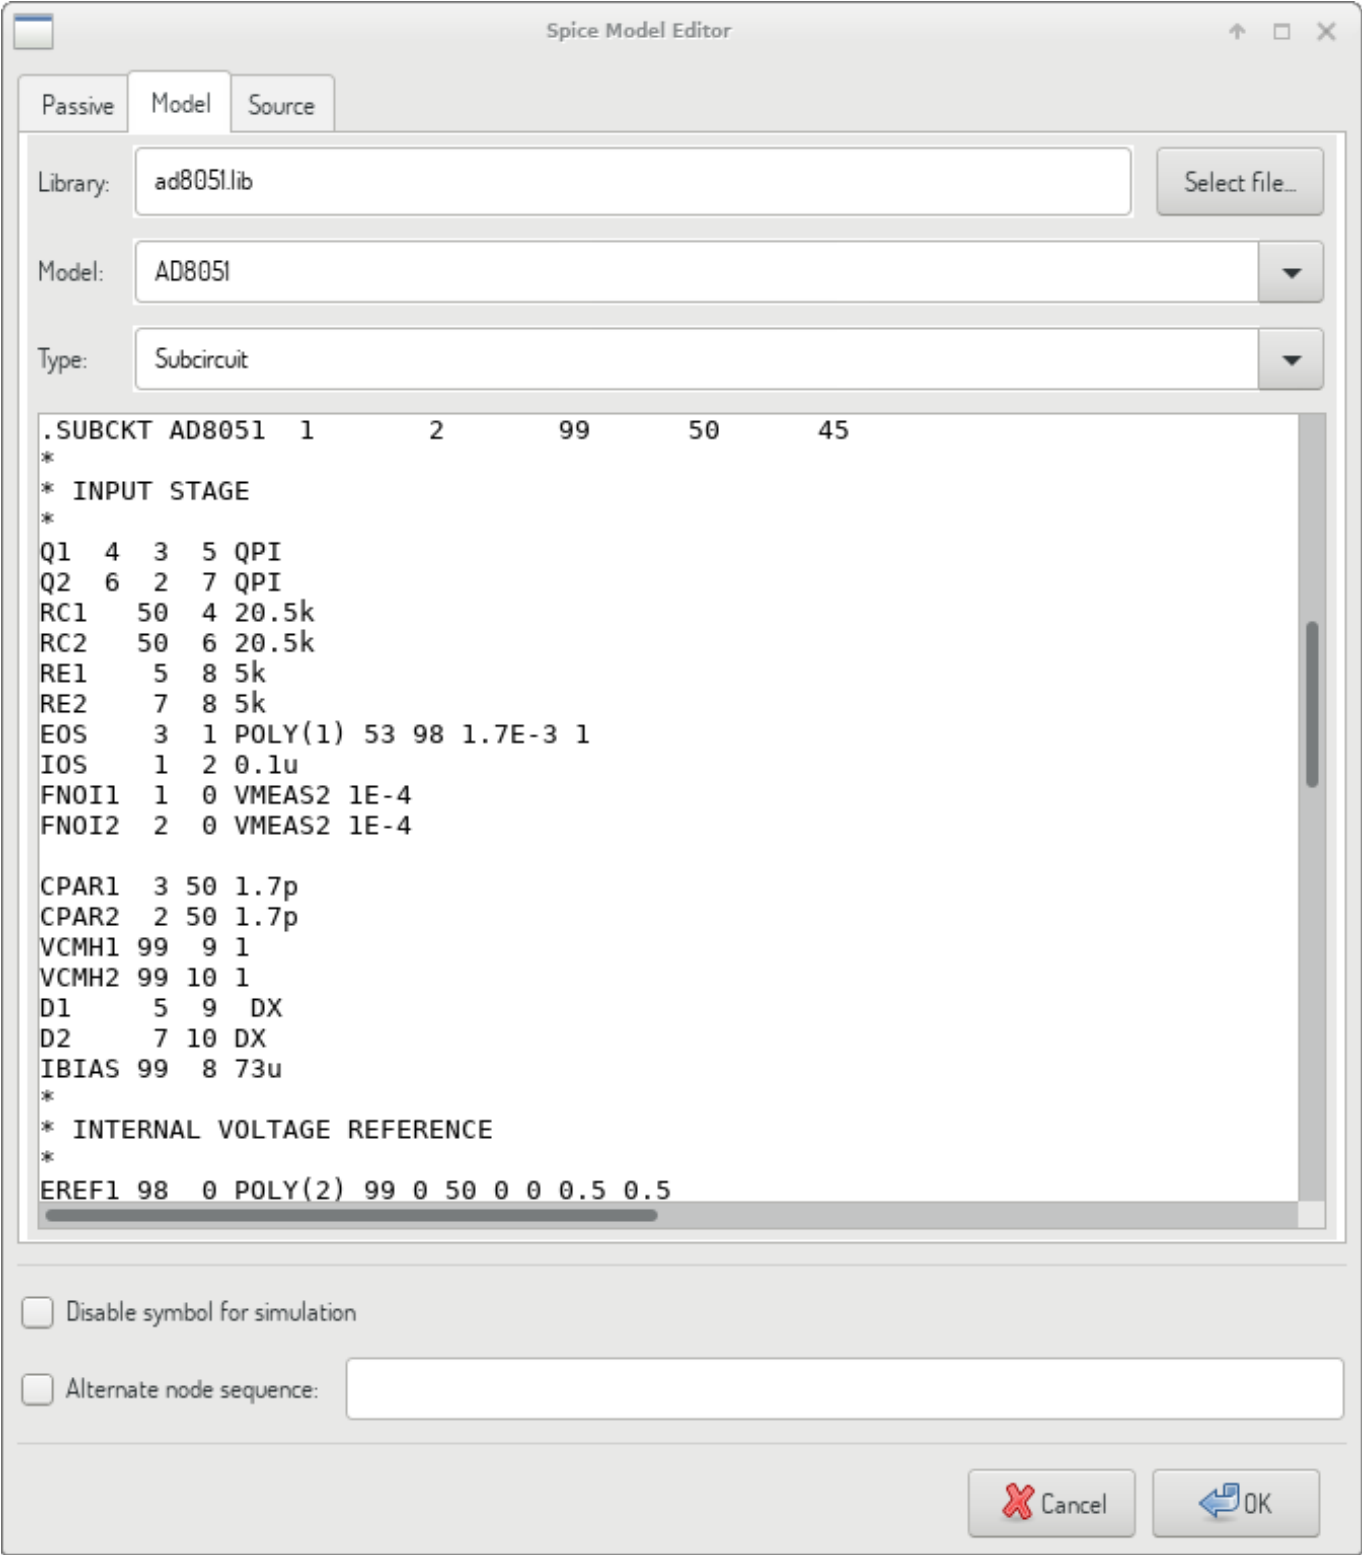 Spice Model Editor
Passive Model Source
Library: ad8051.lib Select file...
Model: AD8051
Type: Subcircuit
.SUBCKT AD8051  1       2       99      50      45
*
* INPUT STAGE
*
Q1  4  3  5 QPI
Q2  6  2  7 QPI
RC1   50  4 20.5k
RC2   50  6 20.5k
RE1    5  8 5k
RE2    7  8 5k
EOS    3  1 POLY(1) 53 98 1.7E-3 1
IOS    1  2 0.1u
FNOI1  1  0 VMEAS2 1E-4
FNOI2  2  0 VMEAS2 1E-4
CPAR1  3 50 1.7p
CPAR2  2 50 1.7p
VCMH1 99  9 1
VCMH2 99 10 1
D1     5  9  DX
D2     7 10 DX
IBIAS 99  8 73u
*
* INTERNAL VOLTAGE REFERENCE
*
EREF1 98  0 POLY(2) 99 0 50 0 0 0.5 0.5
Disable symbol for simulation
Alternate node sequence:
Cancel OK